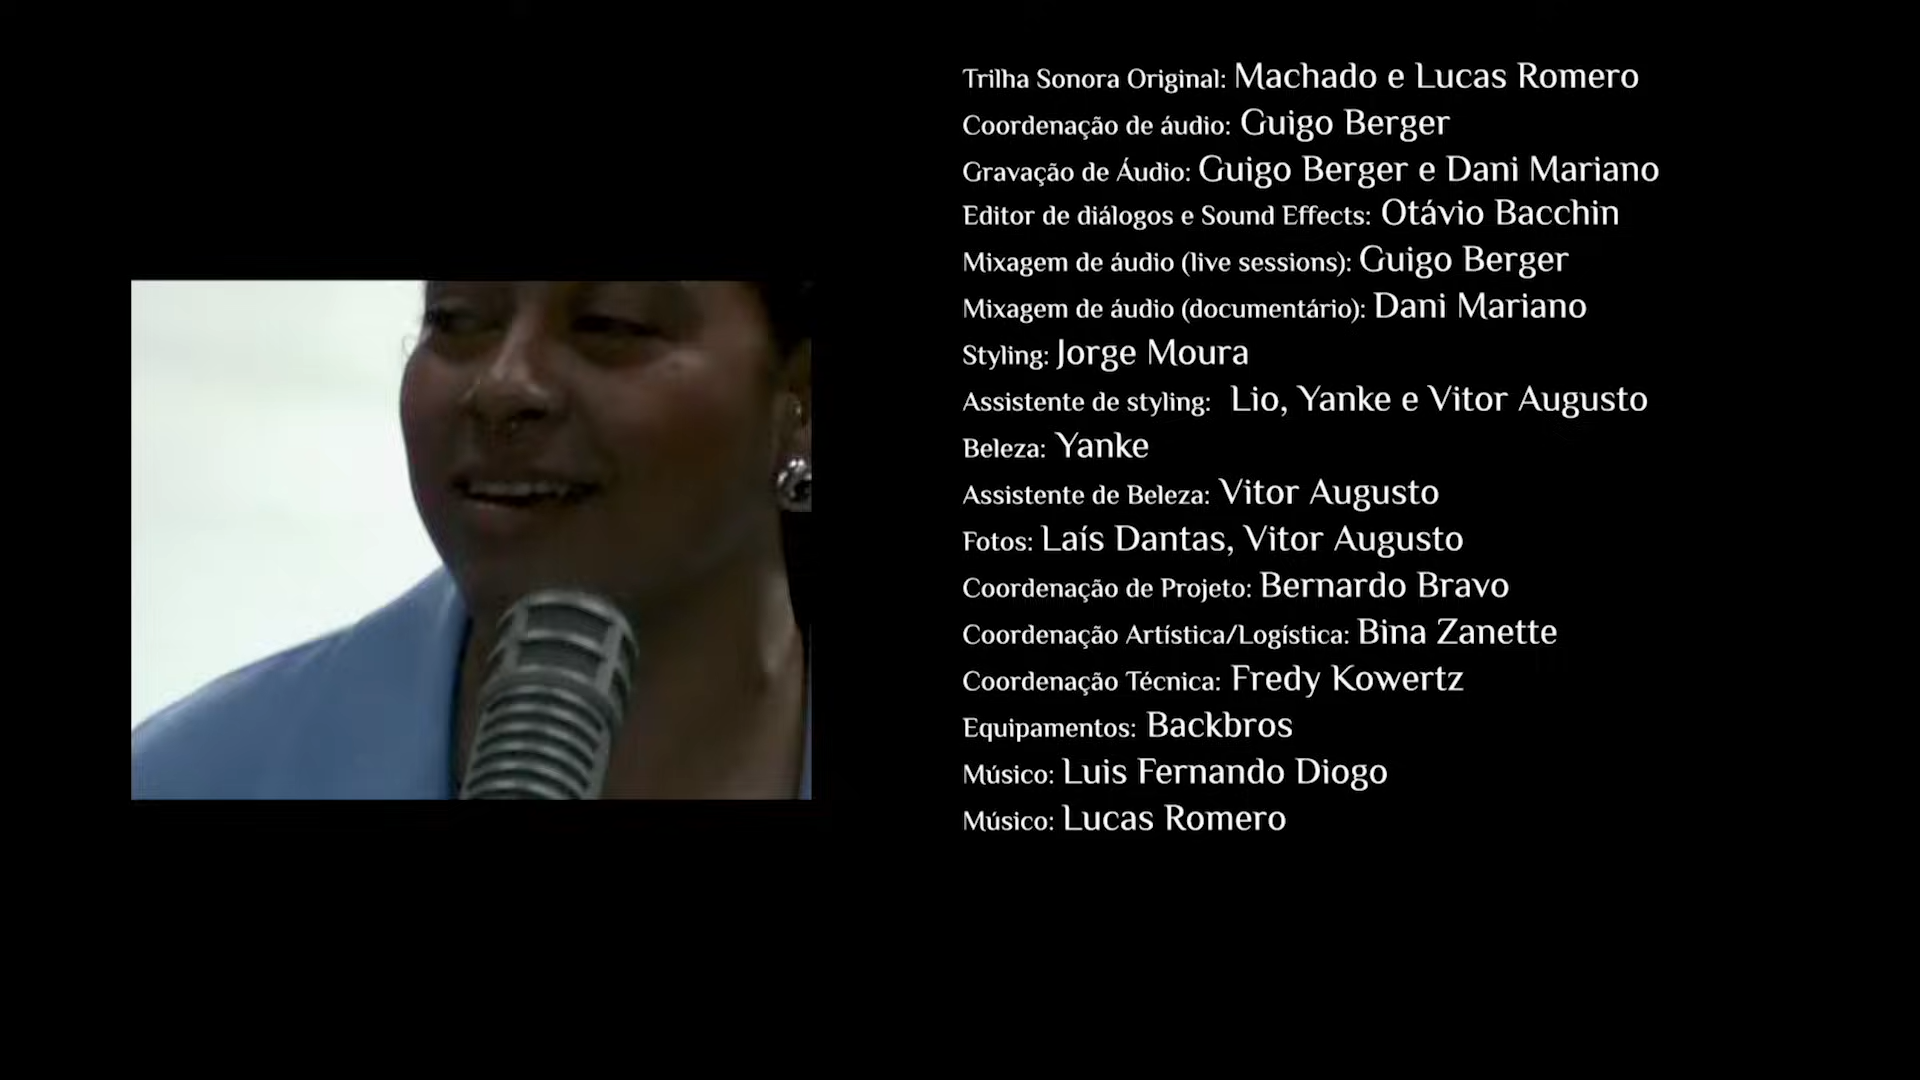 Trilha Sonora Original: Machado e Lucas Romero
Coordenação de áudio: Guigo Berger
Gravação de Áudio: Guigo Berger e Dani Mariano
Editor de diálogos e Sound Effects: Otávio Bacchin
Mixagem de áudio (live sessions): Guigo Berger
Mixagem de áudio (documentário): Dani Mariano
Styling: Jorge Moura
Assistente de styling: Lio, Yanke e Vitor Augusto
Beleza: Yanke
Assistente de Beleza: Vitor Augusto
Fotos: Laís Dantas, Vitor Augusto
Coordenação de Projeto: Bernardo Bravo
Coordenação Artística/Logística: Bina Zanette
Coordenação Técnica: Fredy Kowertz
Equipamentos: Backbros
Músico: Luis Fernando Diogo
Músico: Lucas Romero